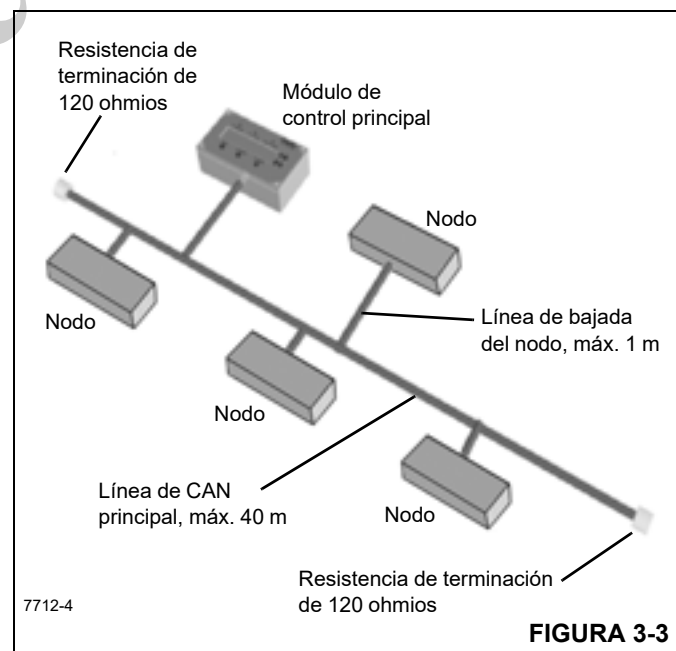 Resistencia de
terminación de
120 ohmios
Módulo de
control principal
Nodo
Nodo
Línea de bajada
del nodo, máx. 1 m
Nodo
Línea de CAN
principal, máx. 40 m
Nodo
Resistencia de terminación
de 120 ohmios
7712-4
FIGURA 3-3